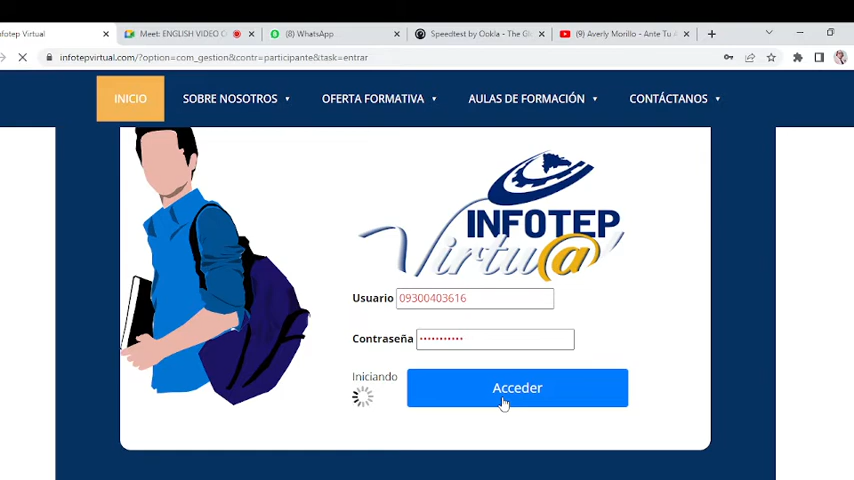 nfotep Virtual
Meet: ENGLISH VIDEO C
(8) WhatsApp
Speedtest by Ookla - The Gl
(4) Averly Morillo - Ante Tu A
infotepvirtual.com/?option=com_gestion&contr=participante&task=entrar
INICIO
SOBRE NOSOTROS
OFERTA FORMATIVA
AULAS DE FORMACIÓN
CONTÁCTANOS
INFOTEP
Virtu@l
Usuario 09300403616
Contraseña •••••••••••
Iniciando
Acceder